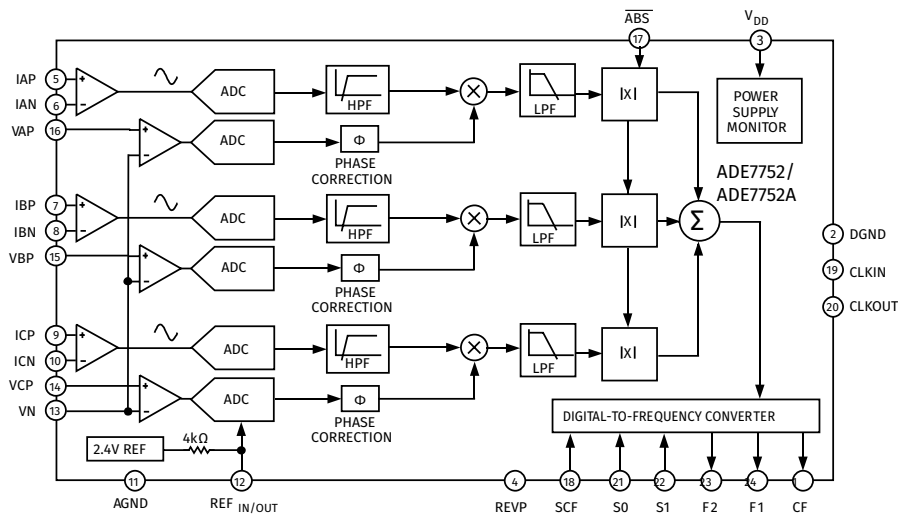 ABS
VDD
17
3
IAP 5
IAN 6
VAP 16
ADC
HPF
LPF
|X|
POWER
SUPPLY
MONITOR
ADC
Φ
PHASE
CORRECTION
ADE7752/
ADE7752A
IBP 7
IBN 8
VBP 15
ADC
HPF
LPF
|X|
Σ
2 DGND
ADC
Φ
PHASE
CORRECTION
19 CLKIN
20 CLKOUT
ICP 9
ICN 10
VCP 14
VN 13
ADC
HPF
LPF
|X|
ADC
Φ
PHASE
CORRECTION
DIGITAL-TO-FREQUENCY CONVERTER
2.4V REF
4kΩ
11
12
4
18
21
22
23
24
1
AGND
REF IN/OUT
REVP
SCF
S0
S1
F2
F1
CF